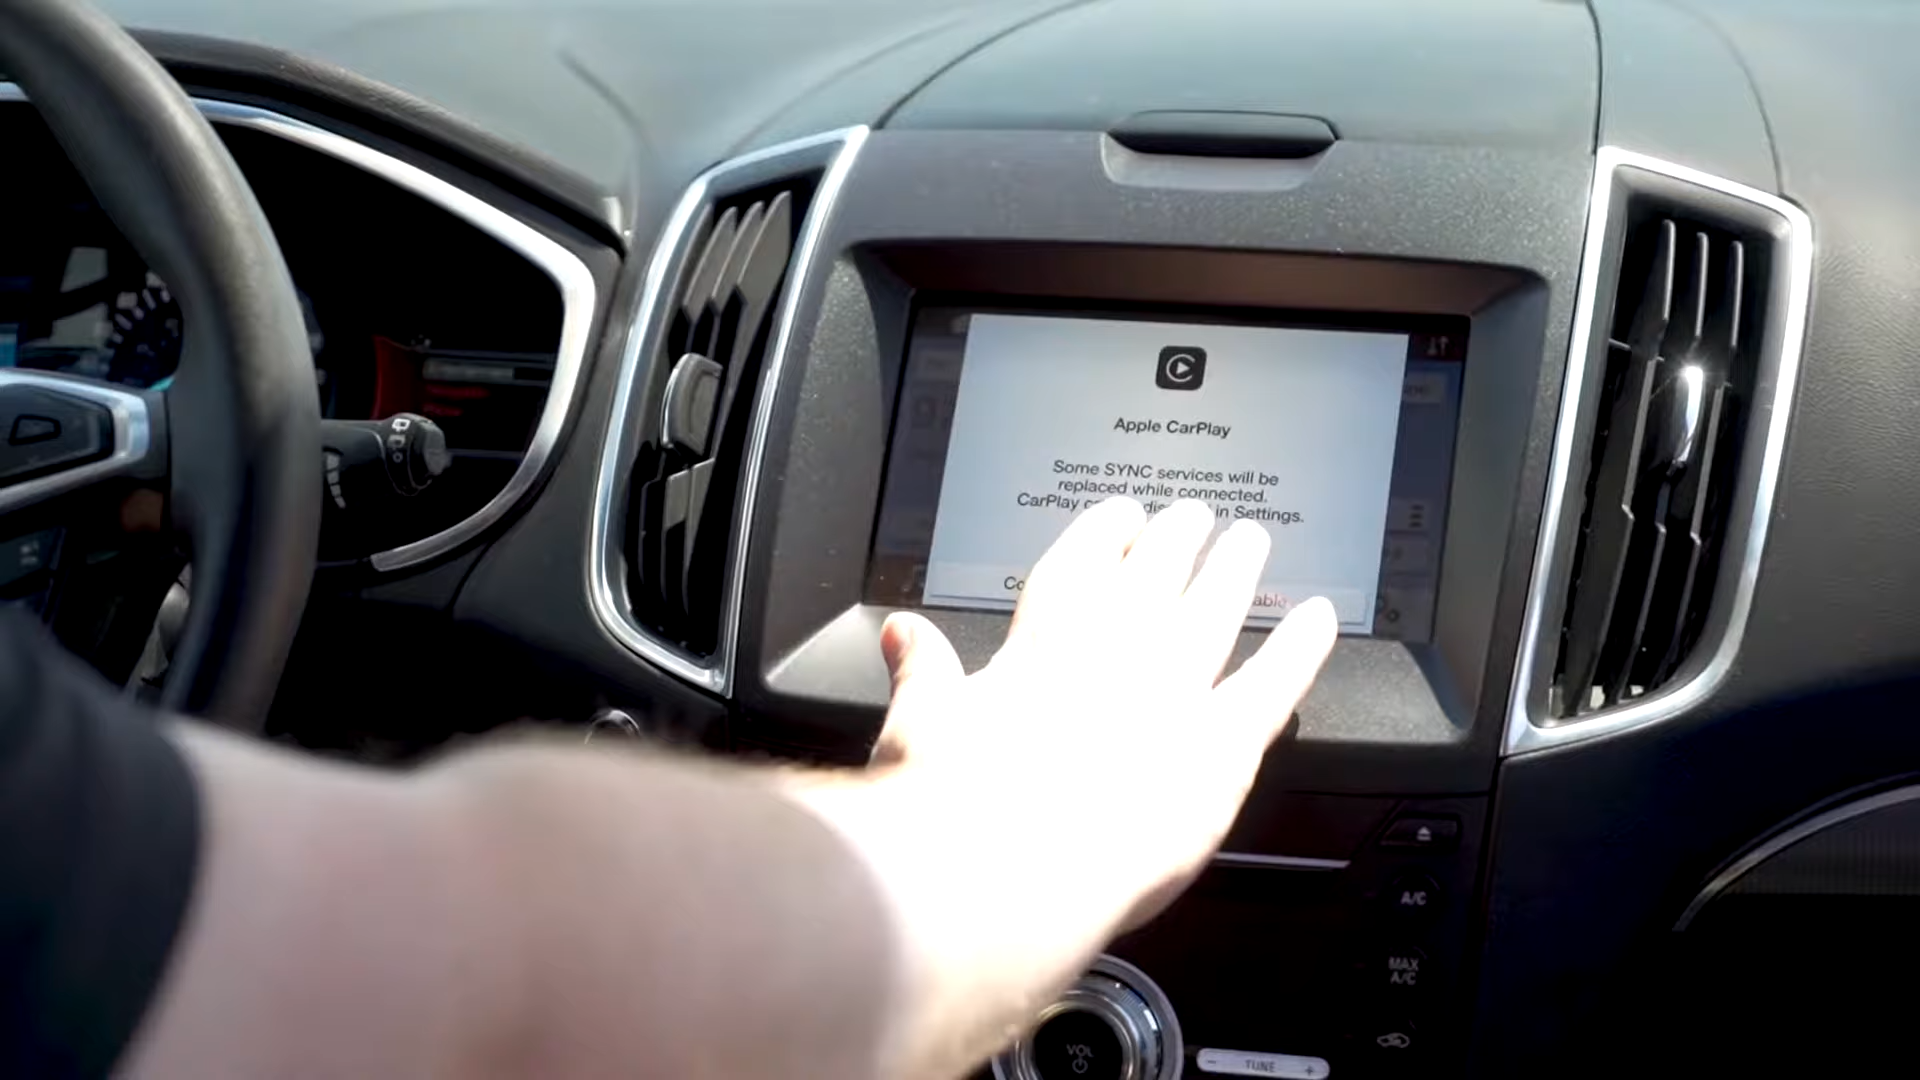 Apple CarPlay
Some SYNC services will be
replaced while connected.
CarPlay in Settings.
A/C
MAX
A/C
VOL
- TUNE +